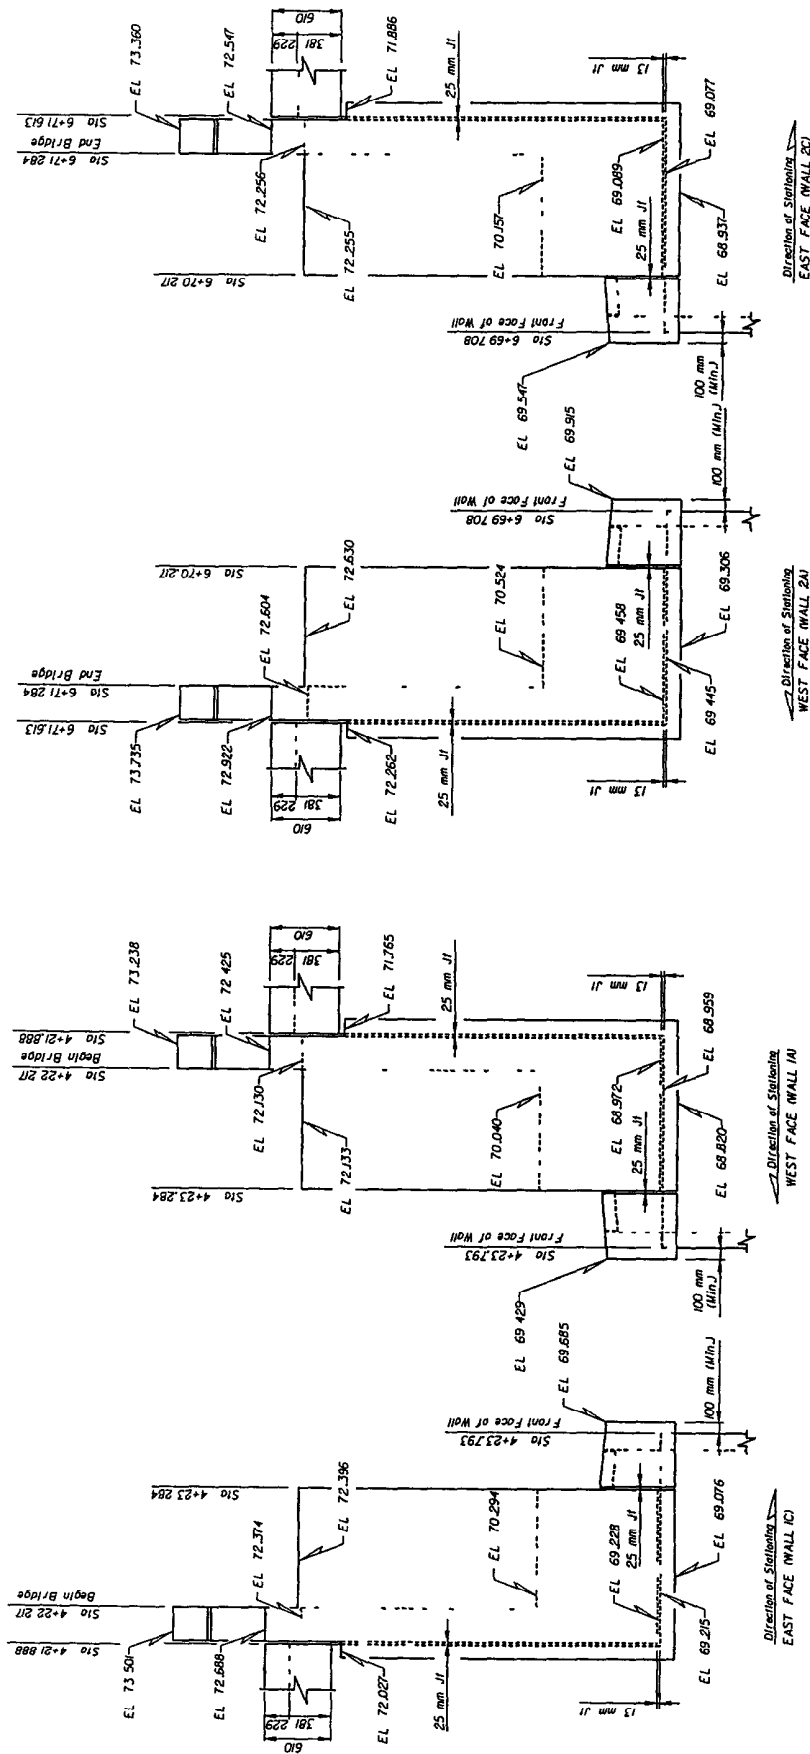 Sta 6+71.613
Sta 6+71 284
End Bridge
Sta 6+70 217
EL 73.360
EL 72.547
610
229
381
EL 71.886
25 mm Jt
EL 72.256
EL 72.255
EL 70.157
EL 69.089
25 mm Jt
13 mm Jt
EL 69.077
EL 68.937
Sta 6+69 708
Front Face of Wall
EL 69.547
100 mm
(Min.)
Direction of Stationing
EAST FACE (WALL 2C)
Sta 6+70.217
Sta 6+71 284
End Bridge
Sta 6+71.613
EL 73.735
EL 72.922
610
229
381
EL 72.262
25 mm Jt
EL 72.604
EL 72.630
EL 70.524
EL 69 458
25 mm Jt
13 mm Jt
EL 69 445
EL 69.306
Sta 6+69 708
Front Face of Wall
EL 69.915
100 mm (Min.)
Direction of Stationing
WEST FACE (WALL 2A)
Sta 4+21.888
Sta 4+22 217
Begin Bridge
Sta 4+23.284
EL 73.238
EL 72 425
610
229
381
EL 71.765
25 mm Jt
EL 72.130
EL 72.133
EL 70.040
EL 68.972
25 mm Jt
13 mm Jt
EL 68.959
EL 68.820
Sta 4+23.793
Front Face of Wall
EL 69 429
100 mm
(Min.)
Direction of Stationing
WEST FACE (WALL 1A)
Sta 4+23 284
Sta 4+22 217
Begin Bridge
Sta 4+21.888
EL 73 501
EL 72.688
610
229
381
EL 72.027
25 mm Jt
EL 72.374
EL 72.396
EL 70.294
EL 69.228
25 mm Jt
13 mm Jt
EL 69.215
EL 69.076
Sta 4+23.793
Front Face of Wall
EL 69.685
100 mm (Min.)
Direction of Stationing
EAST FACE (WALL 1C)